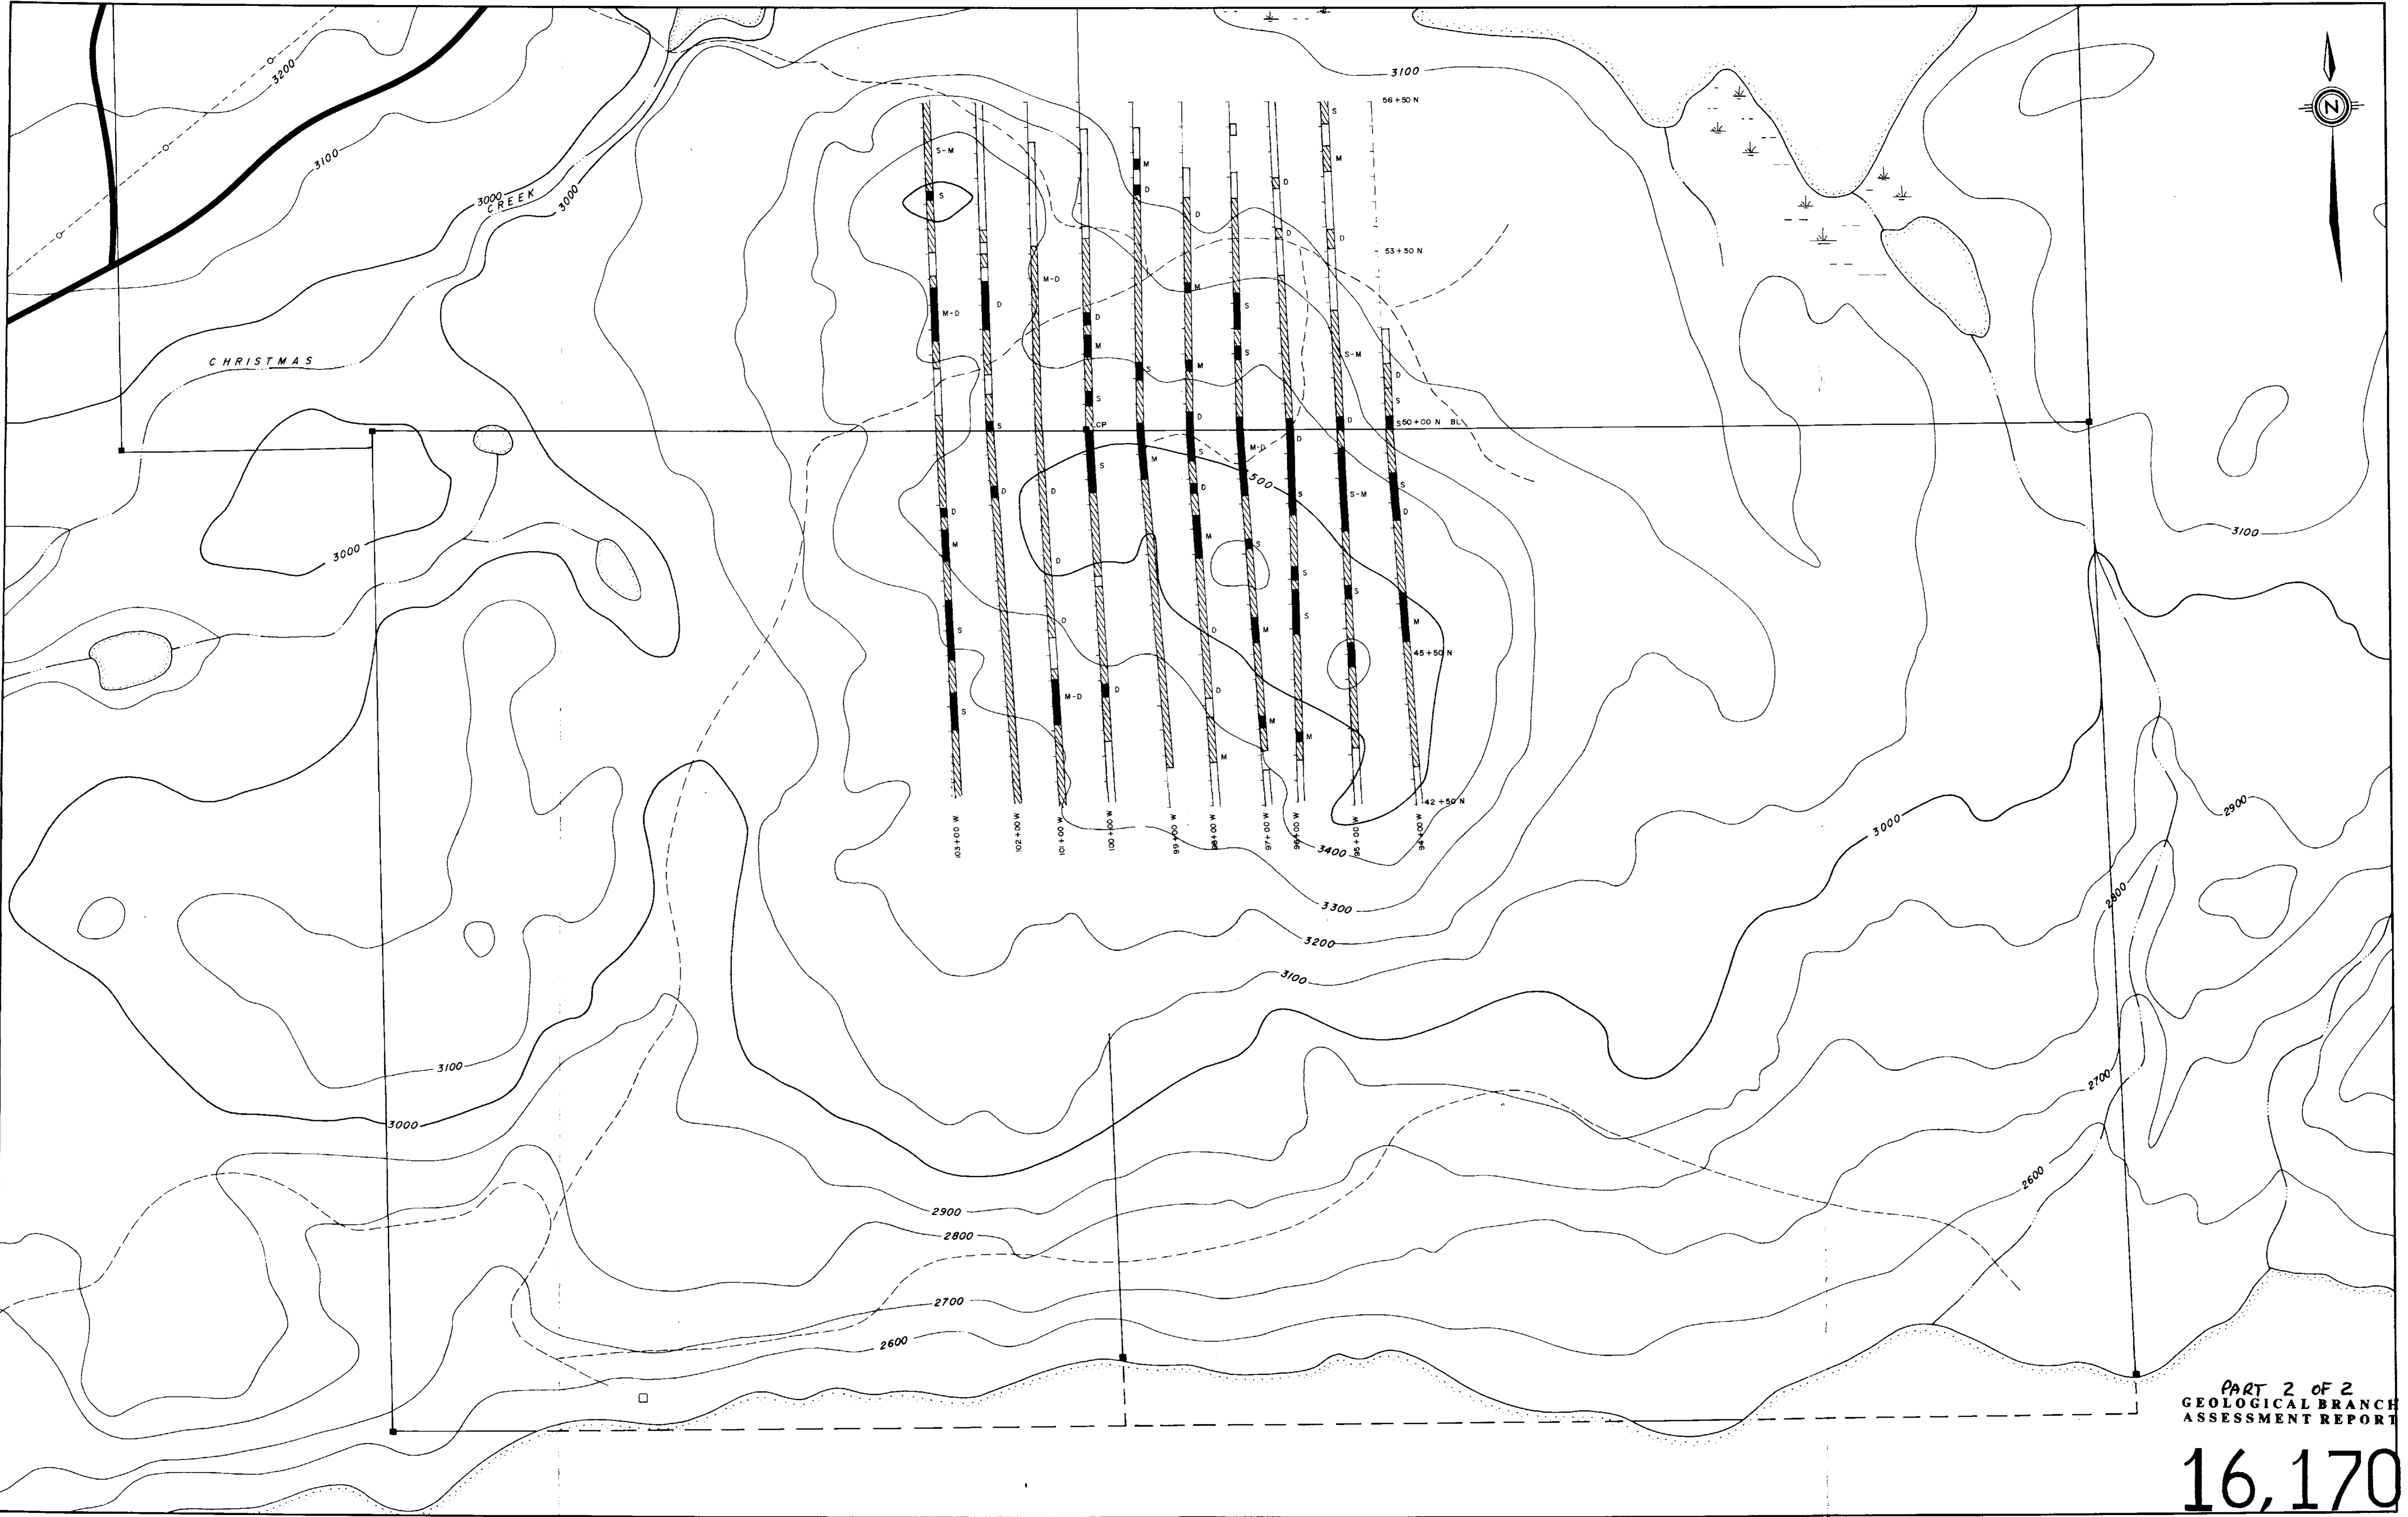 3200
3100
3000
CREEK
3000
CHRISTMAS
3100
N
56+50 N
53+50 N
S-M
S
M-D
D
S
D
M
S
S
D
S
D
M-D
D
D
D
M-D
D
M
S
CP
S
D
M
D
S
M
D
M
M
D
S
D
M
D
D
M
S
S
M-D
S
M
M
D
D
D
S
S
S
M
S
M
D
S-M
D
S-M
S
D
S
S 50+00 N BL
S
D
M
45+50 N
42+50 N
500
3000
3100
103+00 W
102+00 W
101+00 W
100+00 W
99+00 W
98+00 W
97+00 W
96+00 W
95+00 W
94+00 W
3400
3300
3200
3100
3000
2900
2800
2700
2600
3100
3000
2900
2800
2700
2600
PART 2 OF 2
GEOLOGICAL BRANCH
ASSESSMENT REPORT
16,170